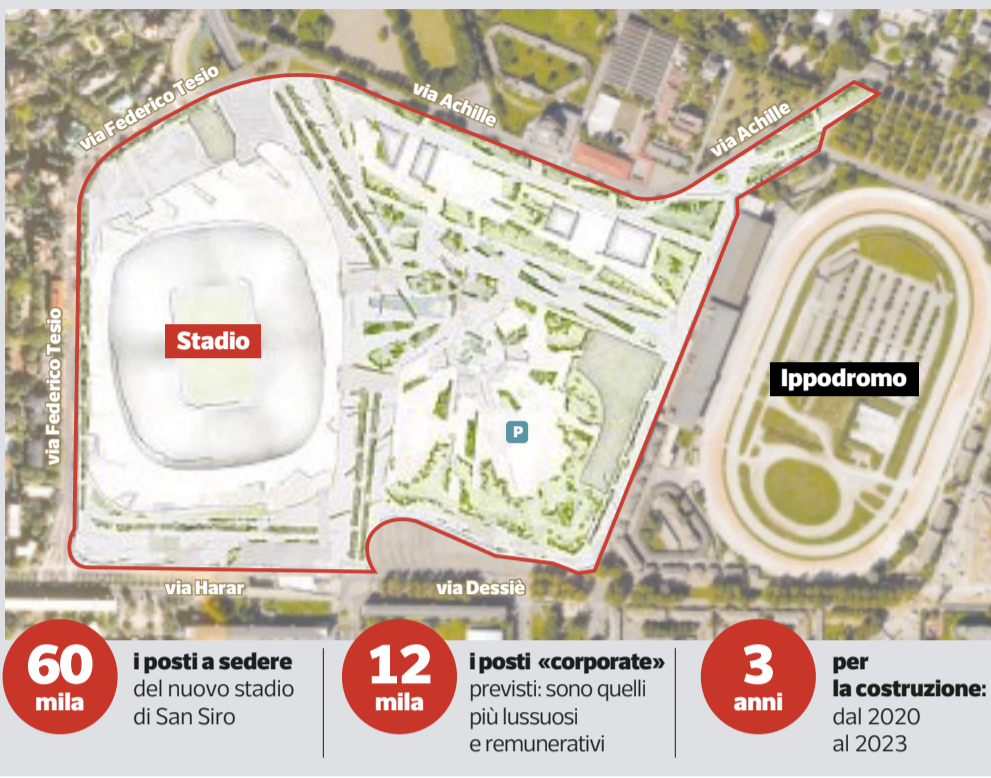 via Federico Tesio
via Achille
via Achille
Stadio
via Federico Tesio
Ippodromo
P
via Harar
via Dessiè
60
mila
i posti a sedere
del nuovo stadio
di San Siro
12
mila
i posti «corporate»
previsti: sono quelli
più lussuosi
e remunerativi
3
anni
per
la costruzione:
dal 2020
al 2023